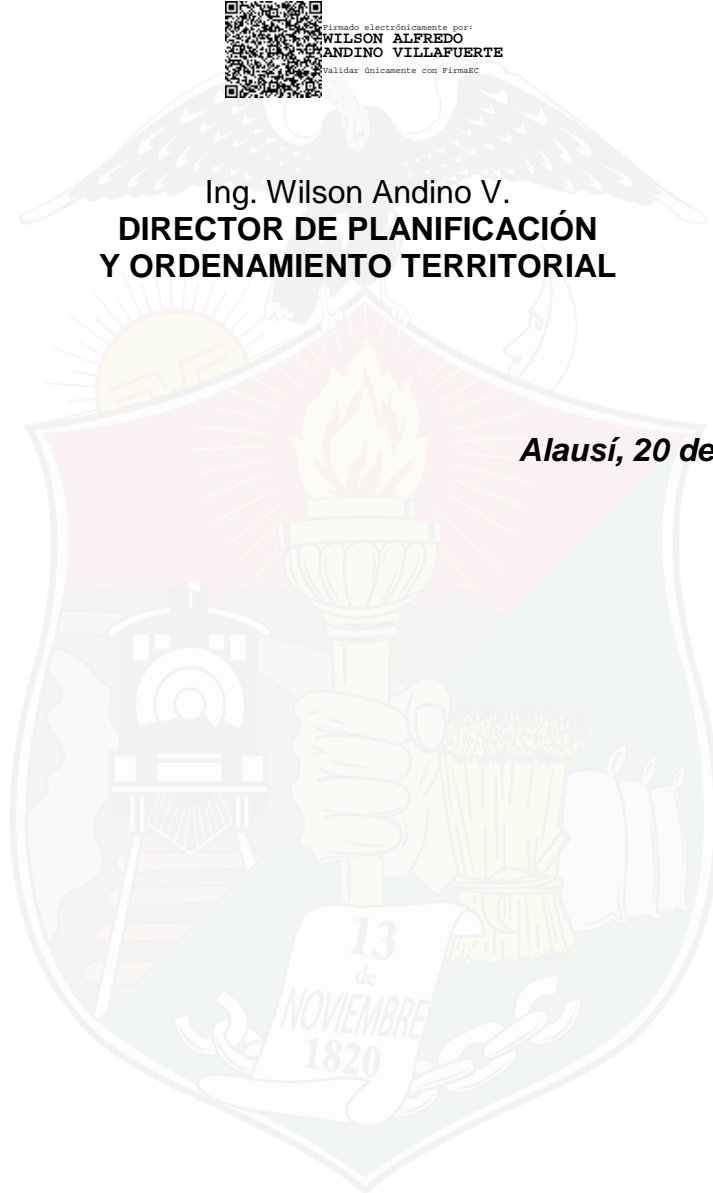 Firmado electrónicamente por:
WILSON ALFREDO
ANDINO VILLAFUERTE
Validar únicamente con FirmaEC
Ing. Wilson Andino V.
DIRECTOR DE PLANIFICACIÓN
Y ORDENAMIENTO TERRITORIAL
Alausí, 20 de
13
de
NOVIEMBRE
1820